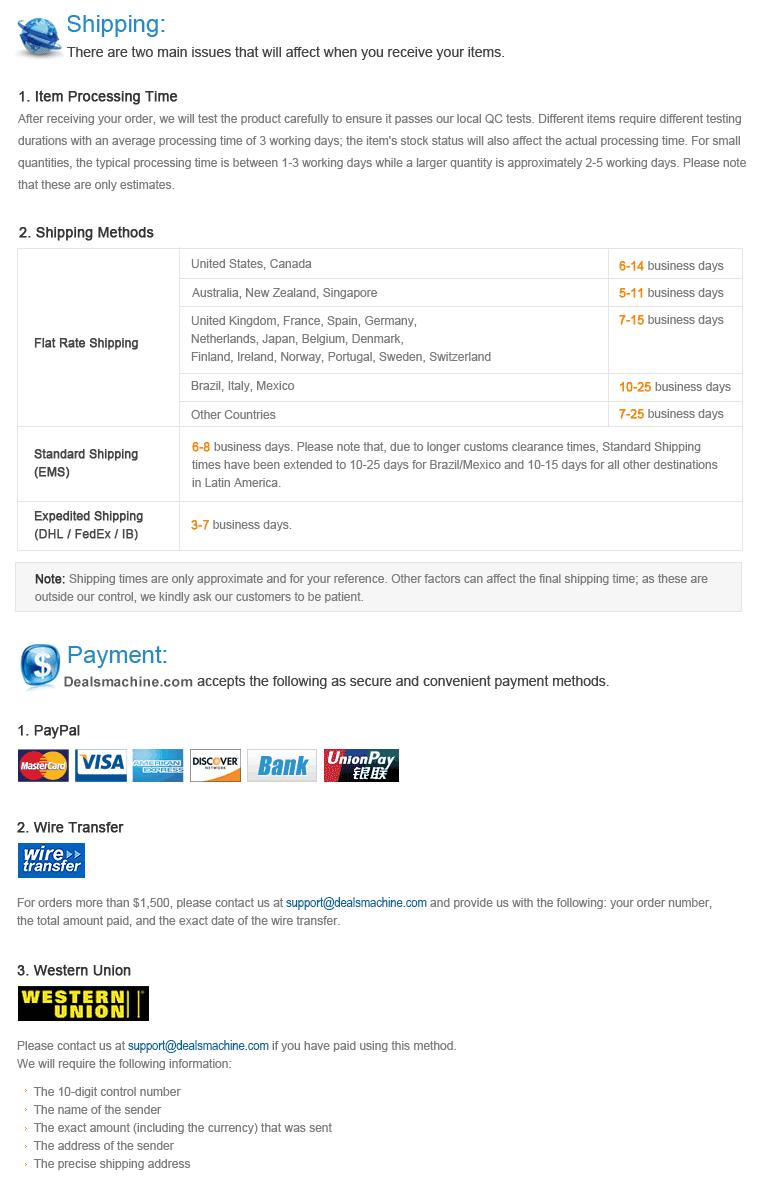 Shipping:
There are two main issues that will affect when you receive your items.
1. Item Processing Time
After receiving your order, we will test the product carefully to ensure it passes our local QC tests. Different items require different testing
durations with an average processing time of 3 working days; the item's stock status will also affect the actual processing time. For small
quantities, the typical processing time is between 1-3 working days while a larger quantity is approximately 2-5 working days. Please note
that these are only estimates.
2. Shipping Methods
Flat Rate Shipping
United States, Canada
6-14 business days
Australia, New Zealand, Singapore
5-11 business days
United Kingdom, France, Spain, Germany,
Netherlands, Japan, Belgium, Denmark,
Finland, Ireland, Norway, Portugal, Sweden, Switzerland
7-15 business days
Brazil, Italy, Mexico
10-25 business days
Other Countries
7-25 business days
Standard Shipping
(EMS)
6-8 business days. Please note that, due to longer customs clearance times, Standard Shipping
times have been extended to 10-25 days for Brazil/Mexico and 10-15 days for all other destinations
in Latin America.
Expedited Shipping
(DHL / FedEx / IB)
3-7 business days.
Note: Shipping times are only approximate and for your reference. Other factors can affect the final shipping time; as these are
outside our control, we kindly ask our customers to be patient.
$
Payment:
Dealsmachine.com accepts the following as secure and convenient payment methods.
1. PayPal
MasterCard
VISA
AMERICAN
EXPRESS
DISCOVER
NETWORK
Bank
UnionPay
银联
2. Wire Transfer
wire
transfer
For orders more than $1,500, please contact us at support@dealsmachine.com and provide us with the following: your order number,
the total amount paid, and the exact date of the wire transfer.
3. Western Union
WESTERN
UNION
Please contact us at support@dealsmachine.com if you have paid using this method.
We will require the following information:
The 10-digit control number
The name of the sender
The exact amount (including the currency) that was sent
The address of the sender
The precise shipping address